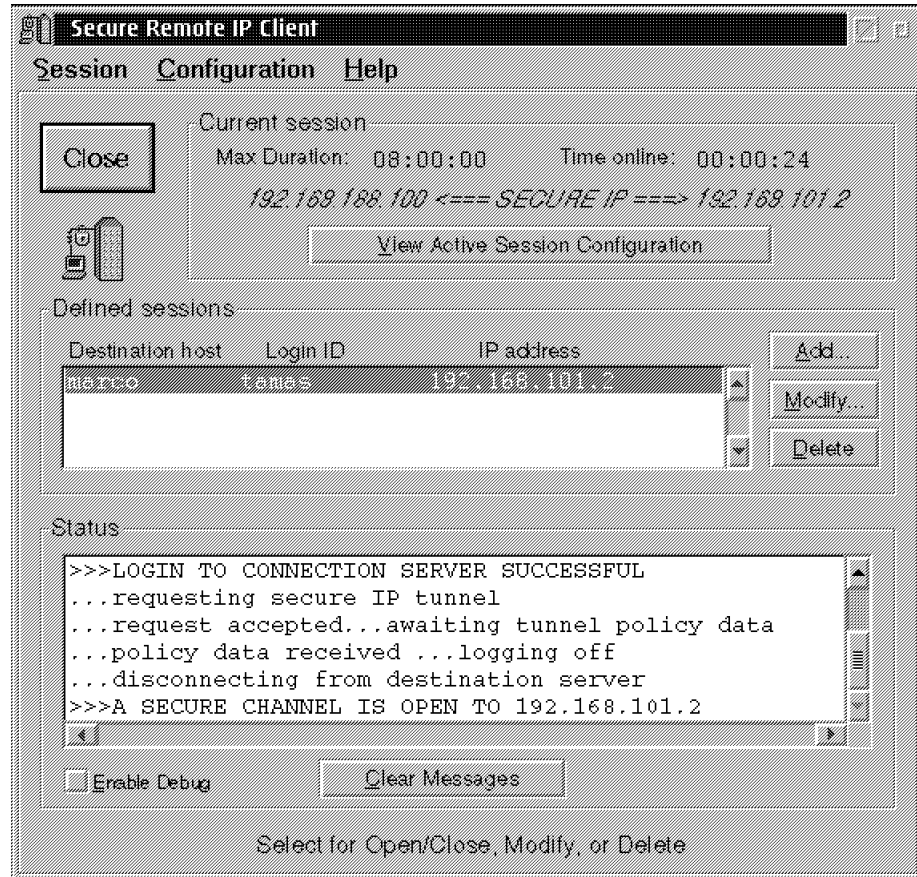 Secure Remote IP Client
Session Configuration Help
Close
Current session
Max Duration: 08:00:00 Time online: 00:00:24
192.168.188.100 <=== SECURE IP ===> 192.168.101.2
View Active Session Configuration
Defined sessions
Destination host Login ID IP address
marco tamas 192.168.101.2
Add...
Modify...
Delete
Status
>>>LOGIN TO CONNECTION SERVER SUCCESSFUL
...requesting secure IP tunnel
...request accepted...awaiting tunnel policy data
...policy data received ...logging off
...disconnecting from destination server
>>>A SECURE CHANNEL IS OPEN TO 192.168.101.2
Enable Debug
Clear Messages
Select for Open/Close, Modify, or Delete